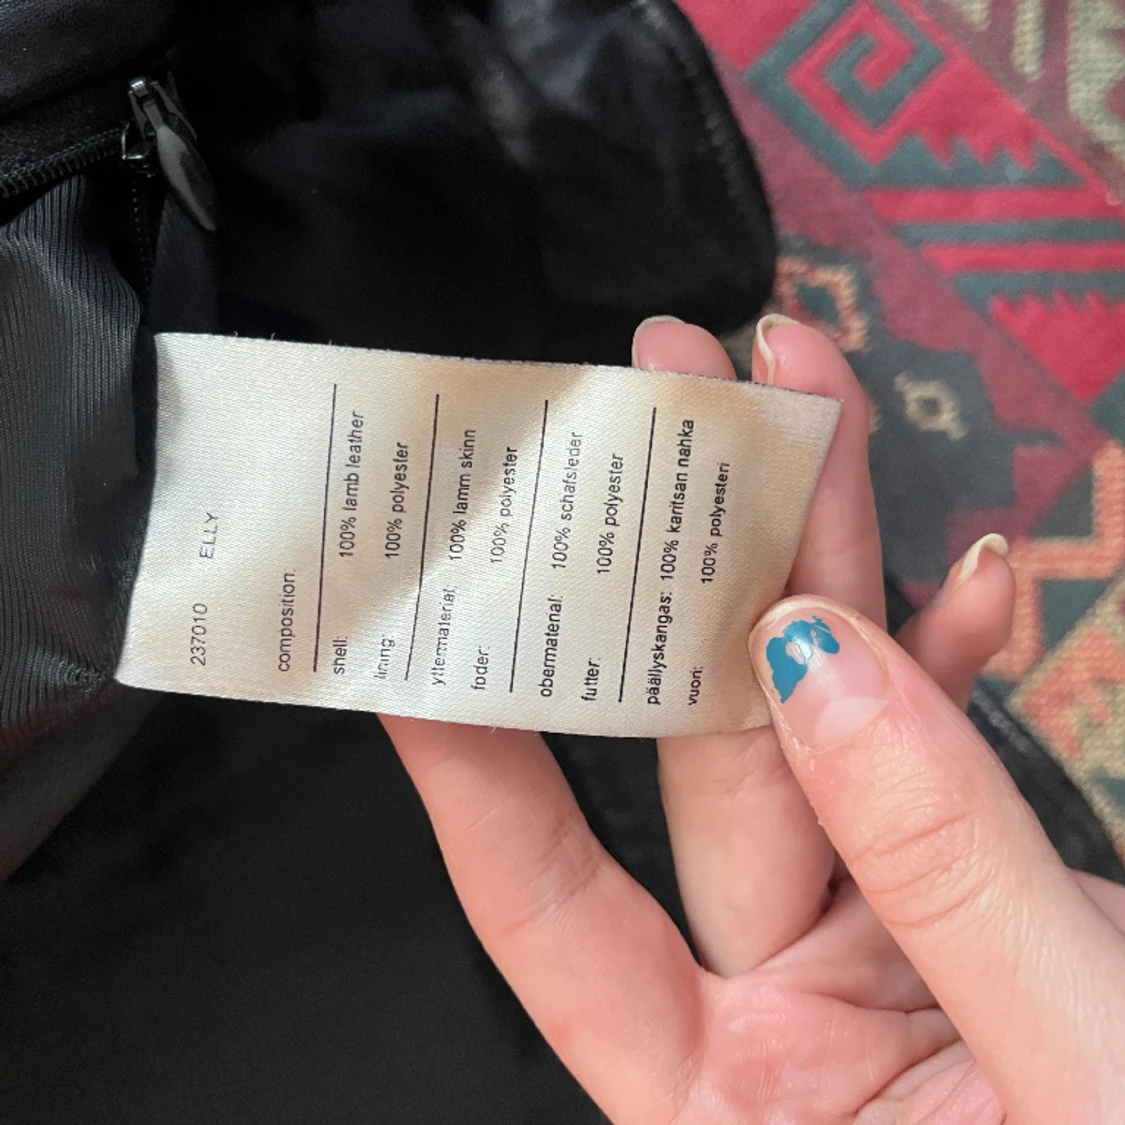 237010 ELLY
composition:
shell: 100% lamb leather
lining: 100% polyester
yttermaterial: 100% lamm skinn
foder: 100% polyester
obermaterial: 100% schafsleder
futter: 100% polyester
päällyskangas: 100% karitsan nahka
vuori: 100% polyesteri